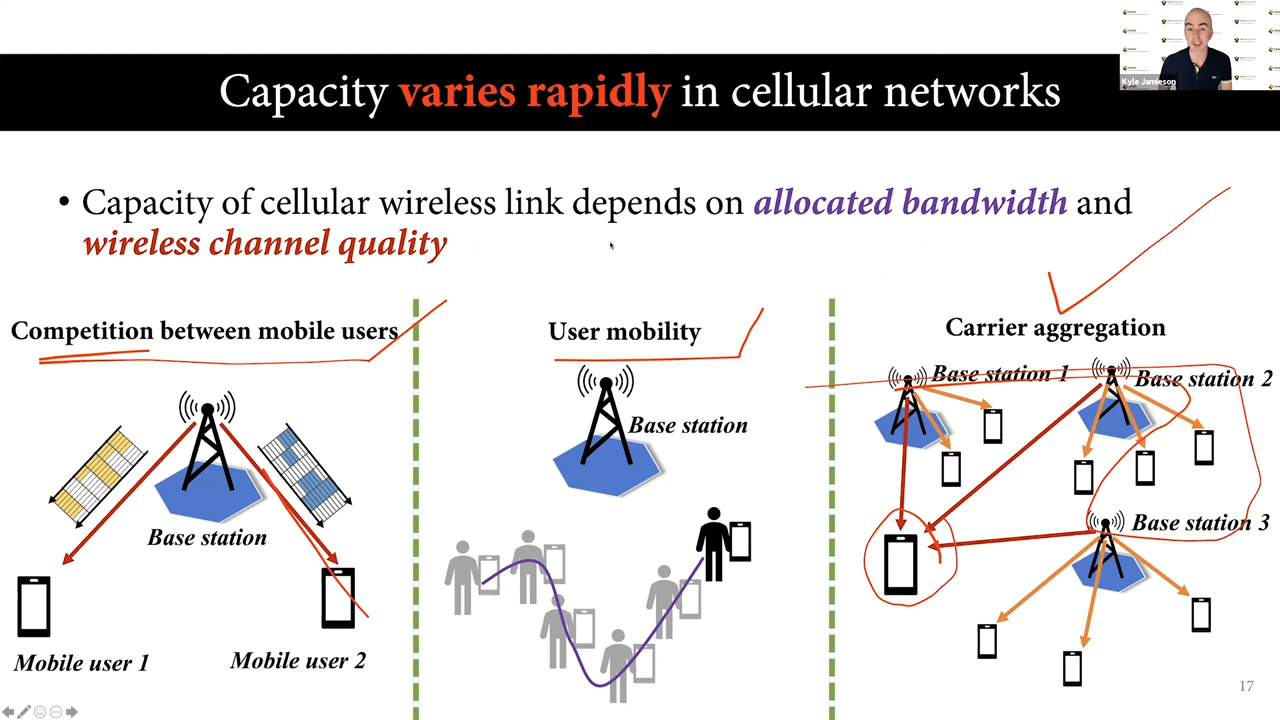 Kyle Jamieson
Capacity varies rapidly in cellular networks
• Capacity of cellular wireless link depends on allocated bandwidth and
wireless channel quality
Competition between mobile users
Base station
Mobile user 1
Mobile user 2
User mobility
Base station
Carrier aggregation
Base station 1
Base station 2
Base station 3
17